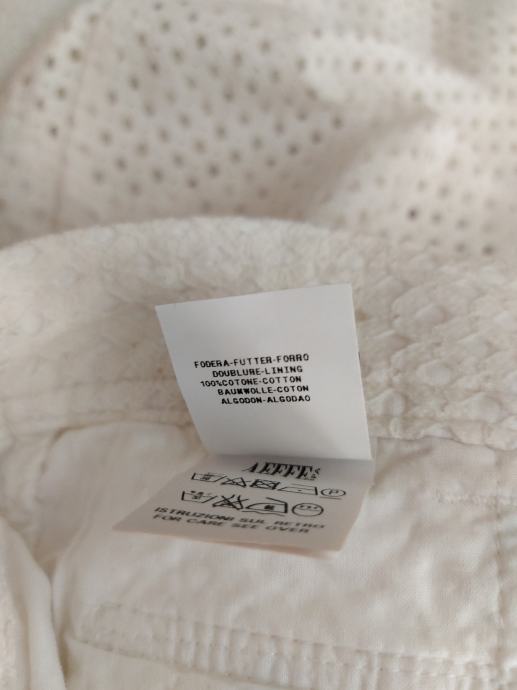 FODERA-FUTTER-FORRO
DOUBLURE-LINING
100%COTONE-COTTON
BAUMWOLLE-COTON
ALGODON-ALGODAO
AEFFE
P
ISTRUZIONI SUL RETRO
FOR CARE SEE OVER